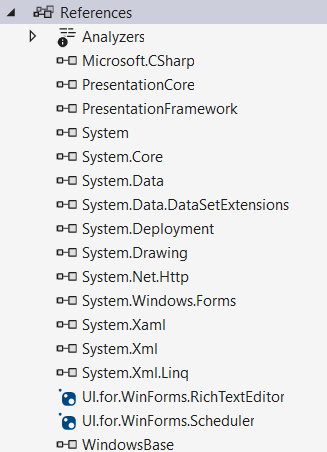 References
Analyzers
Microsoft.CSharp
PresentationCore
PresentationFramework
System
System.Core
System.Data
System.Data.DataSetExtensions
System.Deployment
System.Drawing
System.Net.Http
System.Windows.Forms
System.Xaml
System.Xml
System.Xml.Linq
UI.for.WinForms.RichTextEditor
UI.for.WinForms.Scheduler
WindowsBase